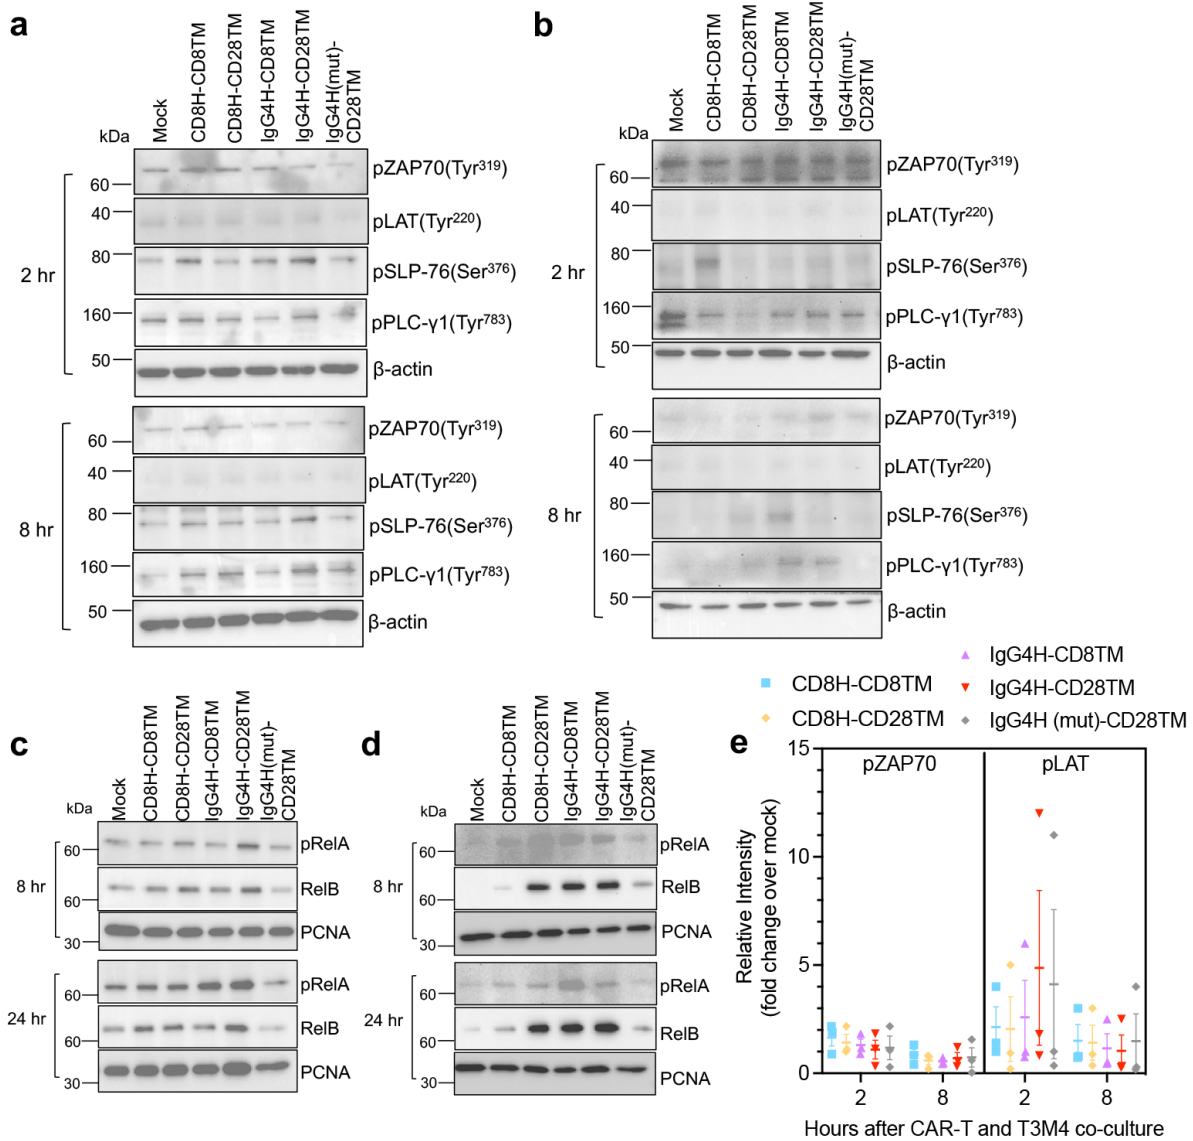 a
kDa
Mock
CD8H-CD8TM
CD8H-CD28TM
IgG4H-CD8TM
IgG4H-CD28TM
IgG4H(mut)-
CD28TM
2 hr
60
pZAP70(Tyr³¹⁹)
40
pLAT(Tyr²²⁰)
80
pSLP-76(Ser³⁷⁶)
160
pPLC-γ1(Tyr⁷⁸³)
50
β-actin
8 hr
60
pZAP70(Tyr³¹⁹)
40
pLAT(Tyr²²⁰)
80
pSLP-76(Ser³⁷⁶)
160
pPLC-γ1(Tyr⁷⁸³)
50
β-actin
b
kDa
Mock
CD8H-CD8TM
CD8H-CD28TM
IgG4H-CD8TM
IgG4H-CD28TM
IgG4H(mut)-
CD28TM
2 hr
60
pZAP70(Tyr³¹⁹)
40
pLAT(Tyr²²⁰)
80
pSLP-76(Ser³⁷⁶)
160
pPLC-γ1(Tyr⁷⁸³)
50
β-actin
8 hr
60
pZAP70(Tyr³¹⁹)
40
pLAT(Tyr²²⁰)
80
pSLP-76(Ser³⁷⁶)
160
pPLC-γ1(Tyr⁷⁸³)
50
β-actin
c
kDa
Mock
CD8H-CD8TM
CD8H-CD28TM
IgG4H-CD8TM
IgG4H-CD28TM
IgG4H(mut)-
CD28TM
8 hr
60
pRelA
60
RelB
30
PCNA
24 hr
60
pRelA
60
RelB
30
PCNA
d
kDa
Mock
CD8H-CD8TM
CD8H-CD28TM
IgG4H-CD8TM
IgG4H-CD28TM
IgG4H(mut)-
CD28TM
8 hr
60
pRelA
60
RelB
30
PCNA
24 hr
60
pRelA
60
RelB
30
PCNA
CD8H-CD8TM
CD8H-CD28TM
IgG4H-CD8TM
IgG4H-CD28TM
IgG4H (mut)-CD28TM
e
Relative Intensity
(fold change over mock)
15
10
5
0
pZAP70
pLAT
2
8
2
8
Hours after CAR-T and T3M4 co-culture